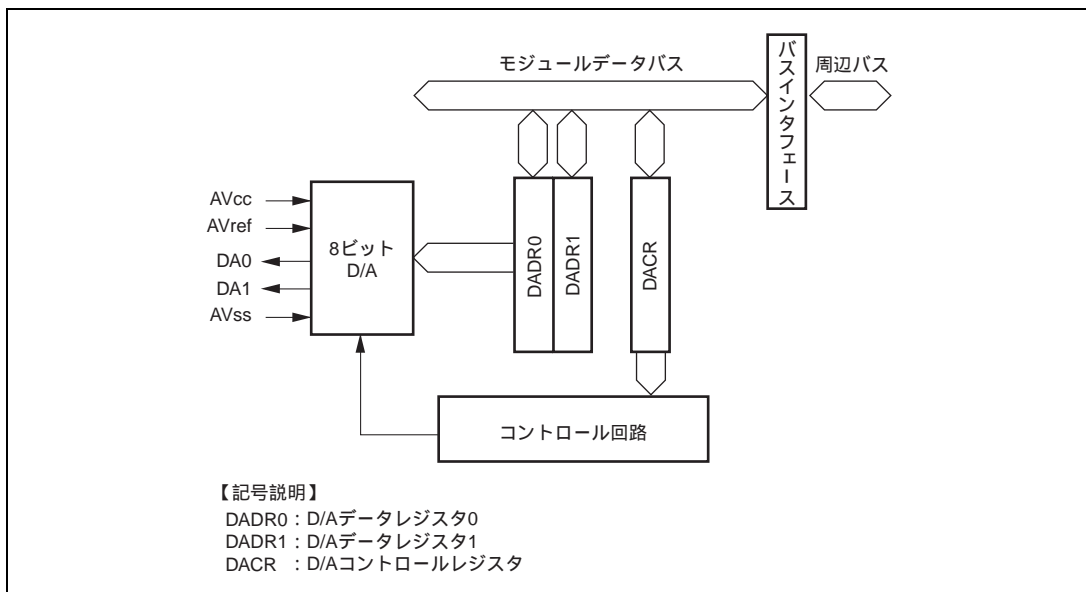 モジュールデータバス
バスインタフェース
周辺バス
AVcc
AVref
DA0
DA1
AVss
8ビット
D/A
DADR0
DADR1
DACR
コントロール回路
【記号説明】
DADR0：D/Aデータレジスタ0
DADR1：D/Aデータレジスタ1
DACR ：D/Aコントロールレジスタ